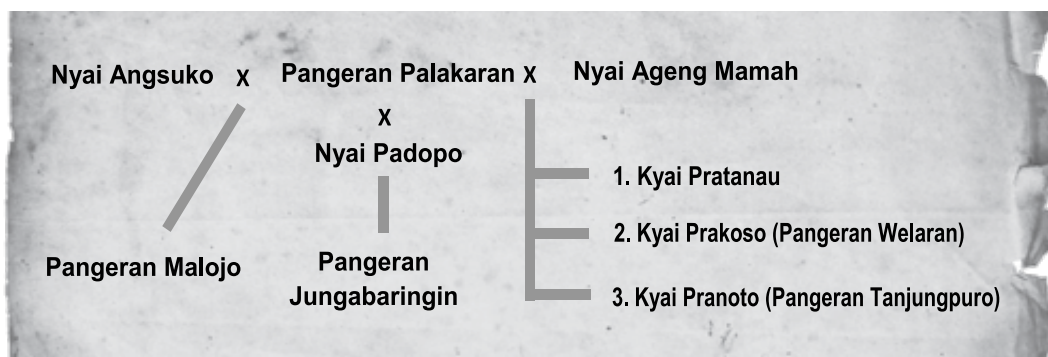 Nyai Angsuko x Pangeran Palakaran x Nyai Ageng Mamah
x
Nyai Padopo
1. Kyai Pratanau
2. Kyai Prakoso (Pangeran Welaran)
Pangeran Malojo
Pangeran
Jungabaringin
3. Kyai Pranoto (Pangeran Tanjungpuro)